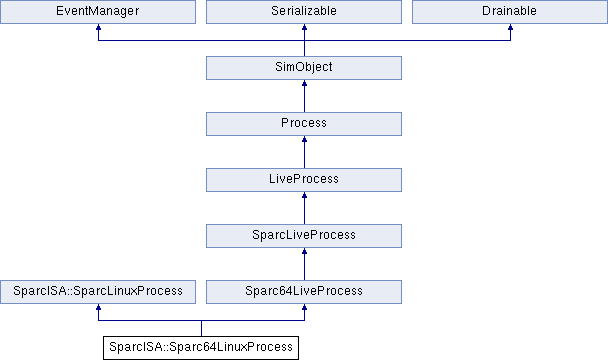 EventManager Serializable Drainable
SimObject
Process
LiveProcess
SparcLiveProcess
SparcISA::SparcLinuxProcess Sparc64LiveProcess
SparcISA::Sparc64LinuxProcess